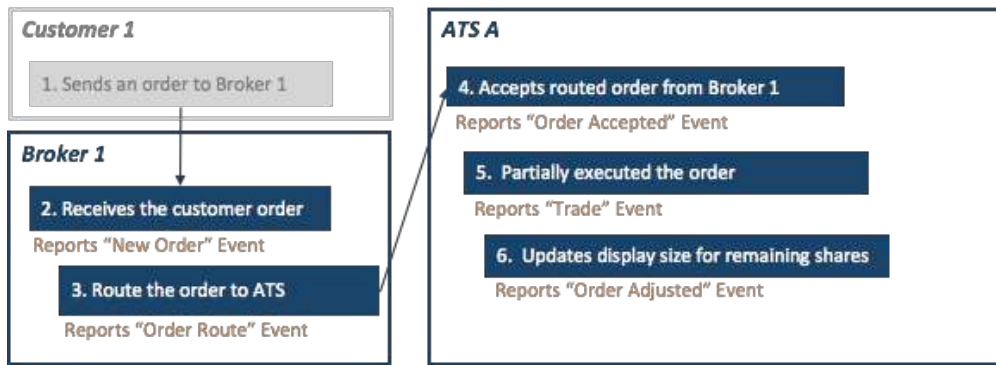 Customer 1
1. Sends an order to Broker 1
Broker 1
2. Receives the customer order
Reports "New Order" Event
3. Route the order to ATS
Reports "Order Route" Event
ATS A
4. Accepts routed order from Broker 1
Reports "Order Accepted" Event
5. Partially executed the order
Reports "Trade" Event
6. Updates display size for remaining shares
Reports "Order Adjusted" Event